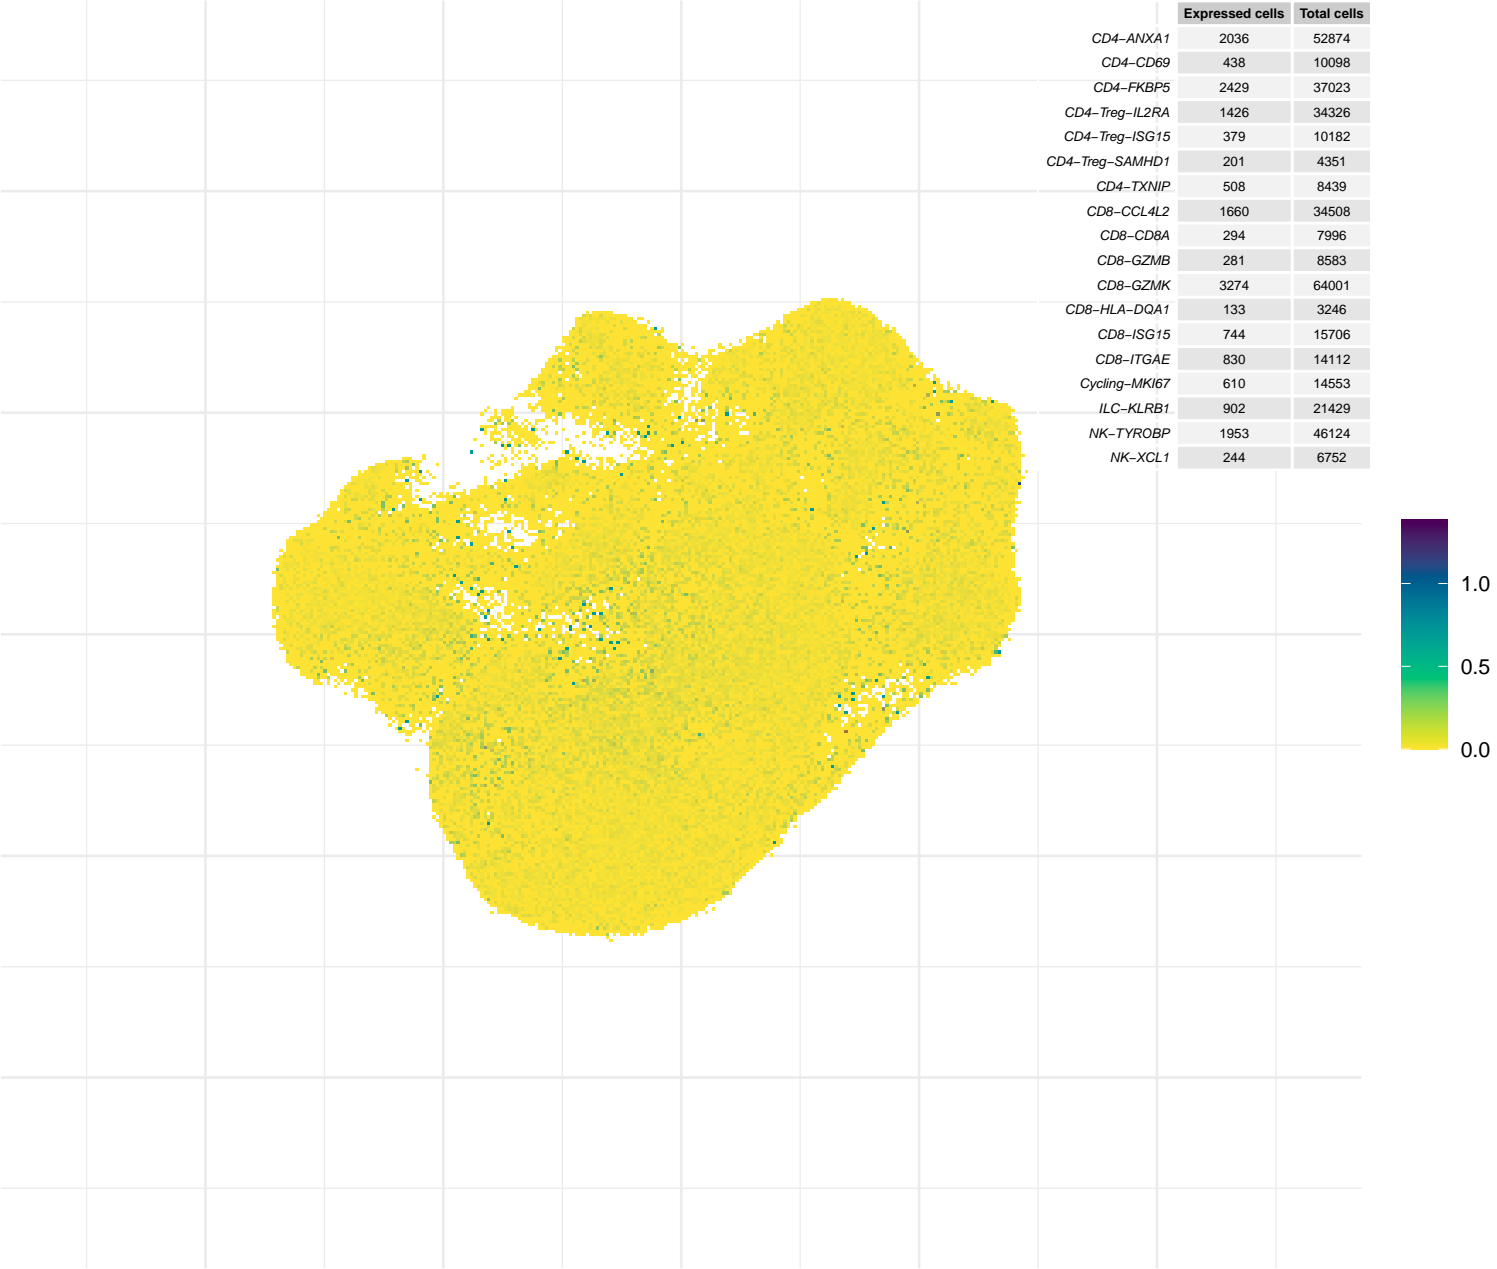 Expressed cells Total cells
CD4−ANXA1 2036 52874
CD4−CD69 438 10098
CD4−FKBP5 2429 37023
CD4−Treg−IL2RA 1426 34326
CD4−Treg−ISG15 379 10182
CD4−Treg−SAMHD1 201 4351
CD4−TXNIP 508 8439
CD8−CCL4L2 1660 34508
CD8−CD8A 294 7996
CD8−GZMB 281 8583
CD8−GZMK 3274 64001
CD8−HLA−DQA1 133 3246
CD8−ISG15 744 15706
CD8−ITGAE 830 14112
Cycling−MKI67 610 14553
ILC−KLRB1 902 21429
NK−TYROBP 1953 46124
NK−XCL1 244 6752
1.0
0.5
0.0